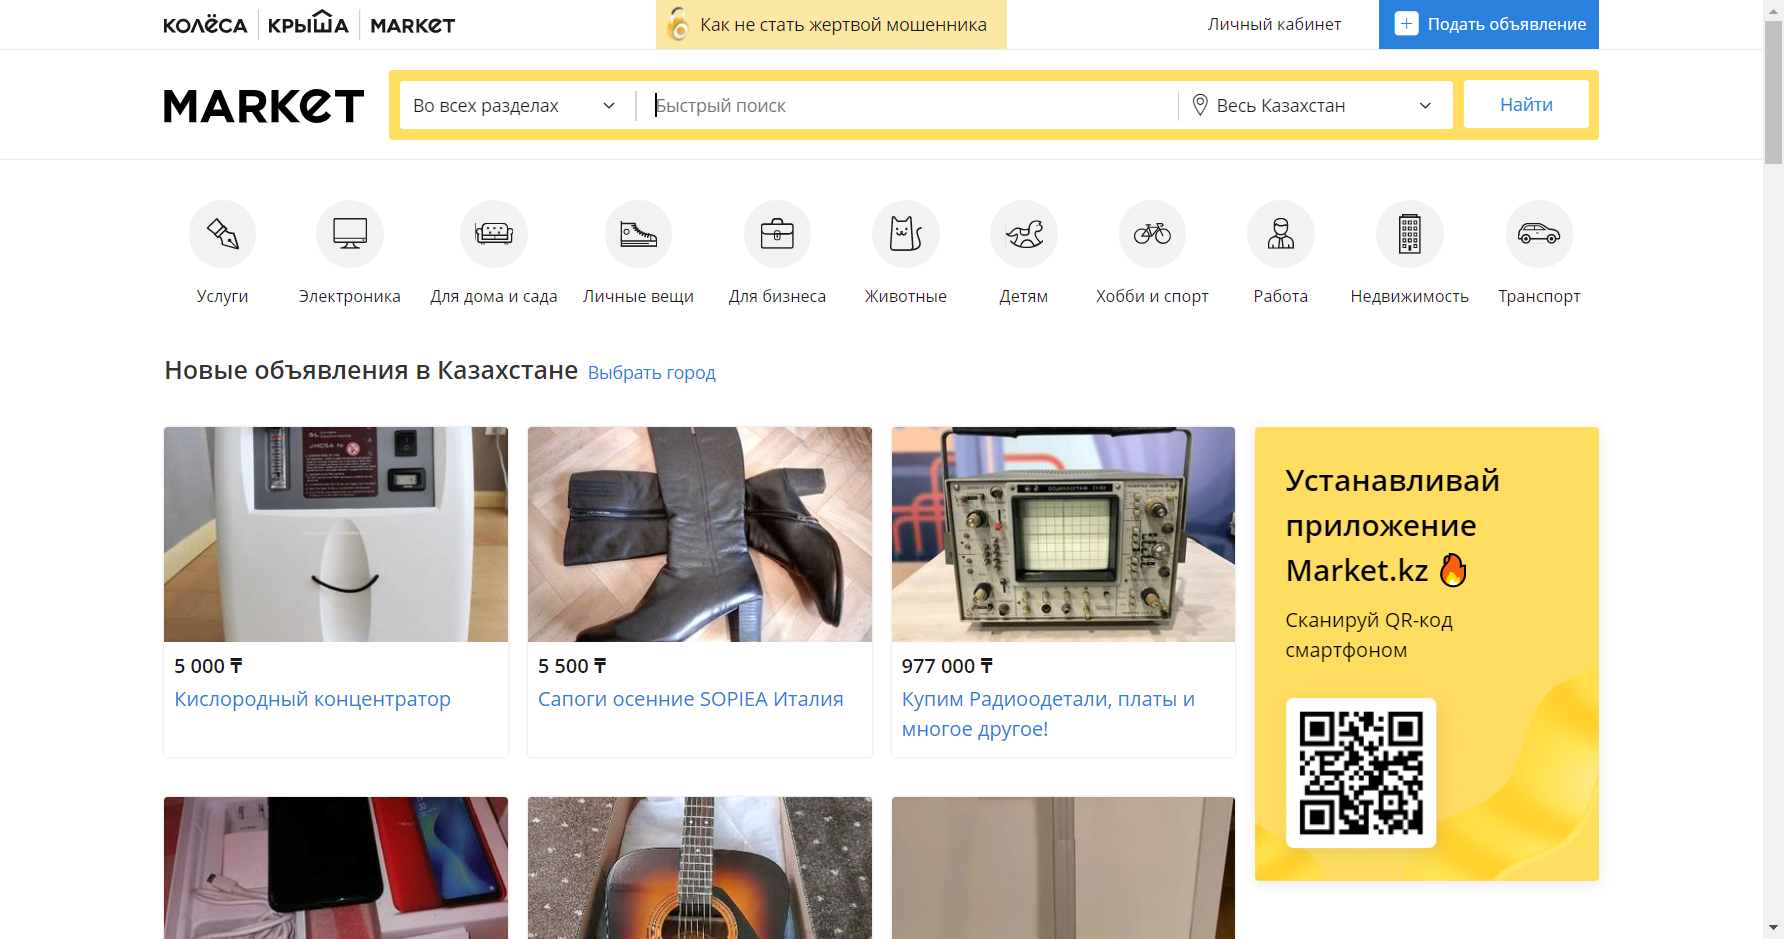 КОЛЁСА
КРЫША
MARKET
Как не стать жертвой мошенника
Личный кабинет
Подать объявление
MARKET
Во всех разделах
Быстрый поиск
Весь Казахстан
Найти
Услуги
Электроника
Для дома и сада
Личные вещи
Для бизнеса
Животные
Детям
Хобби и спорт
Работа
Недвижимость
Транспорт
Новые объявления в Казахстане
Выбрать город
5 000 ₸
Кислородный концентратор
5 500 ₸
Сапоги осенние SOPIEA Италия
977 000 ₸
Купим Радиоодетали, платы и
многое другое!
Устанавливай
приложение
Market.kz
Сканируй QR-код
смартфоном